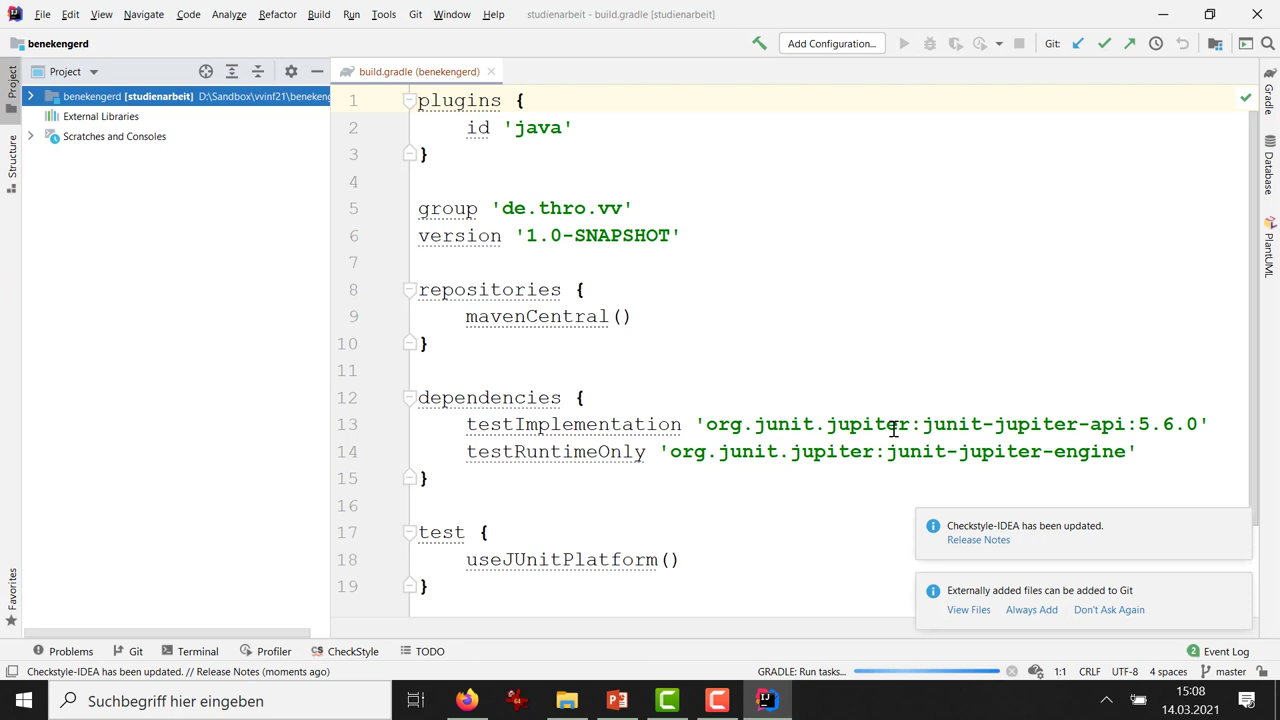 File Edit View Navigate Code Analyze Refactor Build Run Tools Git Window Help studienarbeit - build.gradle [studienarbeit]
benekengerd
Add Configuration...
Git:
Project
build.gradle (benekengerd)
benekengerd [studienarbeit] D:\Sandbox\vvinf21\beneken
External Libraries
Scratches and Consoles
Project
Structure
Favorites
1 plugins {
2 id 'java'
3 }
4
5 group 'de.thro.vv'
6 version '1.0-SNAPSHOT'
7
8 repositories {
9 mavenCentral()
10 }
11
12 dependencies {
13 testImplementation 'org.junit.jupiter:junit-jupiter-api:5.6.0'
14 testRuntimeOnly 'org.junit.jupiter:junit-jupiter-engine'
15 }
16
17 test {
18 useJUnitPlatform()
19 }
Gradle
Database
PlantUML
Checkstyle-IDEA has been updated.
Release Notes
Externally added files can be added to Git
View Files Always Add Don't Ask Again
Problems Git Terminal Profiler CS CheckStyle TODO 2 Event Log
Checkstyle-IDEA has been updated. // Release Notes (moments ago) GRADLE: Run tasks... 1:1 CRLF UTF-8 4 spaces master
Suchbegriff hier eingeben
15:08
14.03.2021